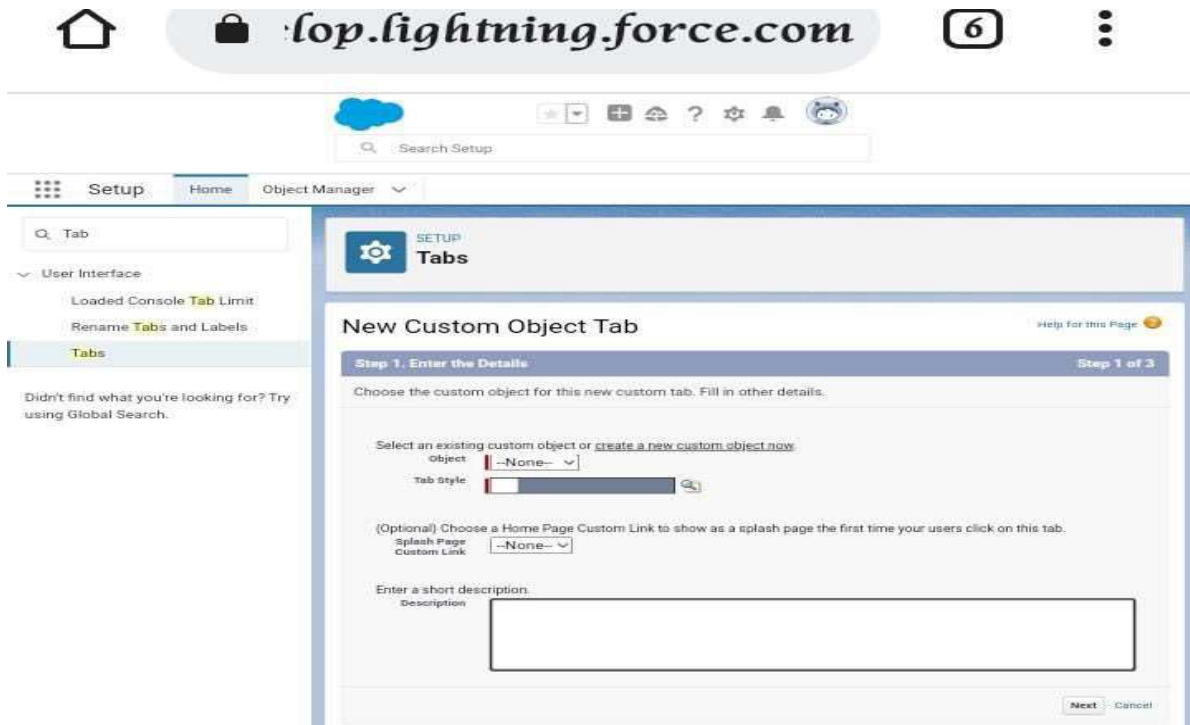 lop.lightning.force.com 6
Search Setup
Setup Home Object Manager
Tab
SETUP
Tabs
User Interface
Loaded Console Tab Limit
Rename Tabs and Labels
Tabs
Didn't find what you're looking for? Try
using Global Search.
New Custom Object Tab
Help for this Page
Step 1. Enter the Details Step 1 of 3
Choose the custom object for this new custom tab. Fill in other details.
Select an existing custom object or create a new custom object now.
Object --None--
Tab Style
(Optional) Choose a Home Page Custom Link to show as a splash page the first time your users click on this tab.
Splash Page
Custom Link --None--
Enter a short description.
Description
Next Cancel